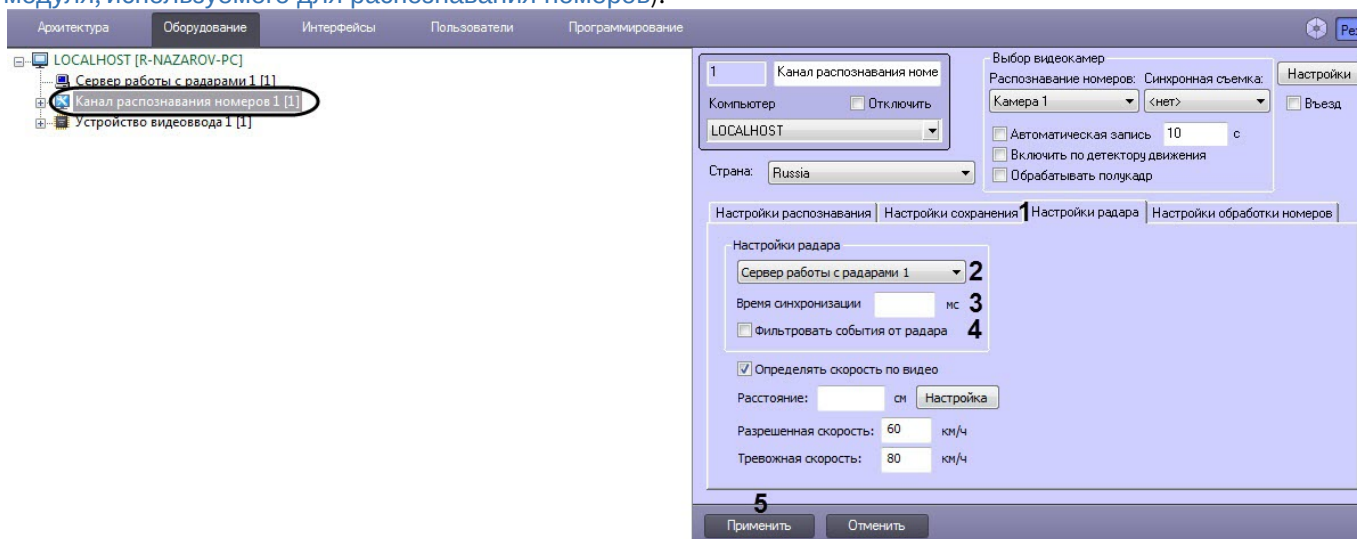 модуля, используемого для распознавания номеров).
Архитектура Оборудование Интерфейсы Пользователи Программирование
LOCALHOST [R-NAZAROV-PC]
Сервер работы с радарами 1 [1]
Канал распознавания номеров 1 [1]
Устройство видеоввода 1 [1]
1 Канал распознавания номе
Компьютер Отключить
LOCALHOST
Страна: Russia
Выбор видеокамер
Распознавание номеров: Синхронная съемка:
Камера 1 <нет>
Автоматическая запись 10 с
Включить по детектору движения
Обрабатывать полукадр
Настройки
Въезд
Настройки распознавания Настройки сохранения 1 Настройки радара Настройки обработки номеров
Настройки радара
Сервер работы с радарами 1 2
Время синхронизации мс 3
Фильтровать события от радара 4
Определять скорость по видео
Расстояние: см Настройка
Разрешенная скорость: 60 км/ч
Тревожная скорость: 80 км/ч
5
Применить Отменить